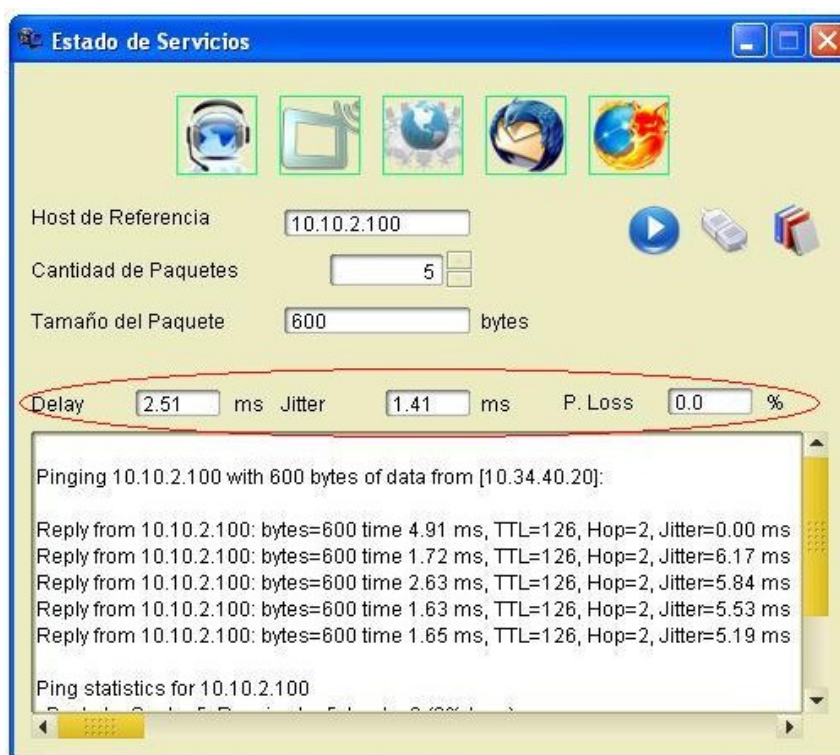 Estado de Servicios
Host de Referencia 10.10.2.100
Cantidad de Paquetes 5
Tamaño del Paquete 600 bytes
Delay 2.51 ms Jitter 1.41 ms P. Loss 0.0 %
Pinging 10.10.2.100 with 600 bytes of data from [10.34.40.20]:
Reply from 10.10.2.100: bytes=600 time 4.91 ms, TTL=126, Hop=2, Jitter=0.00 ms
Reply from 10.10.2.100: bytes=600 time 1.72 ms, TTL=126, Hop=2, Jitter=6.17 ms
Reply from 10.10.2.100: bytes=600 time 2.63 ms, TTL=126, Hop=2, Jitter=5.84 ms
Reply from 10.10.2.100: bytes=600 time 1.63 ms, TTL=126, Hop=2, Jitter=5.53 ms
Reply from 10.10.2.100: bytes=600 time 1.65 ms, TTL=126, Hop=2, Jitter=5.19 ms
Ping statistics for 10.10.2.100